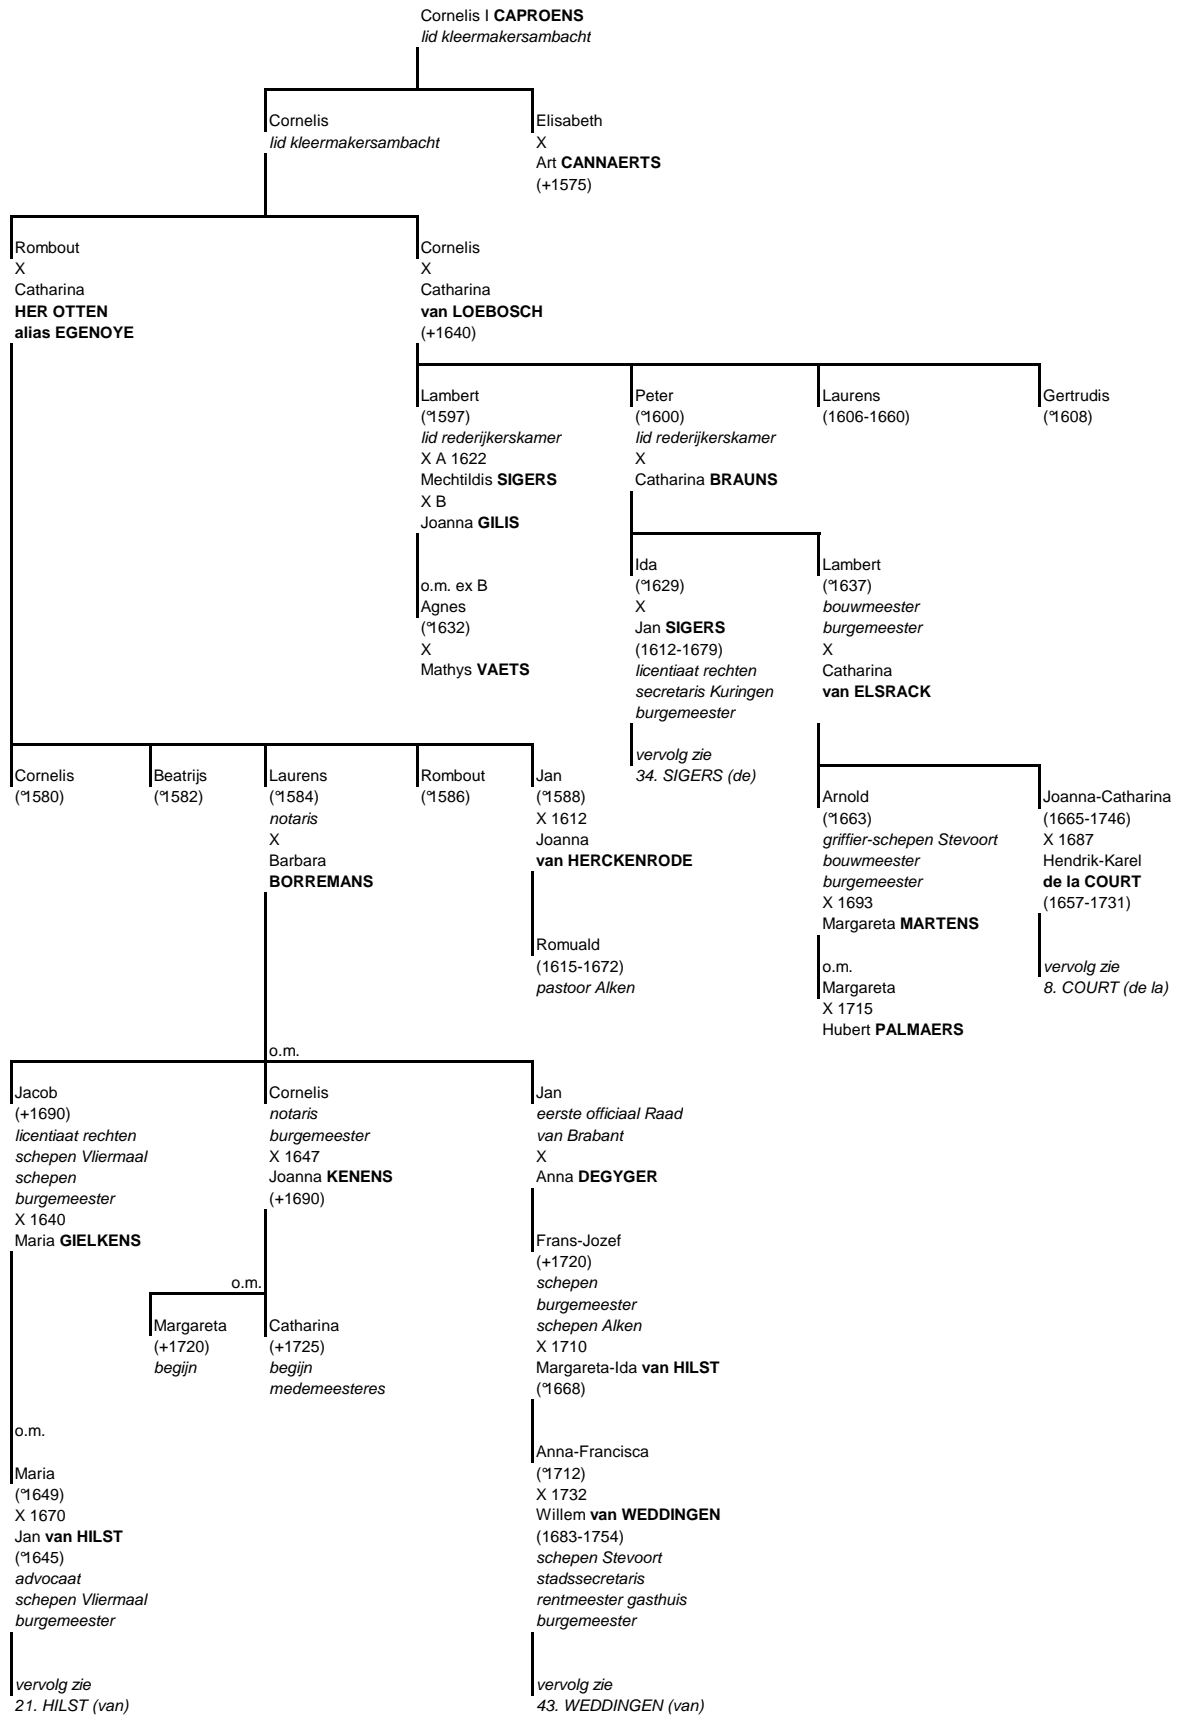 Cornelis I CAPROENS
lid kleermakersambacht
Cornelis
lid kleermakersambacht
Elisabeth
X
Art CANNAERTS
(+1575)
Rombout
X
Catharina
HER OTTEN
alias EGENOYE
Cornelis
X
Catharina
van LOEBOSCH
(+1640)
Lambert
(°1597)
lid rederijkerskamer
X A 1622
Mechtildis SIGERS
X B
Joanna GILIS
Peter
(°1600)
lid rederijkerskamer
X
Catharina BRAUNS
Laurens
(1606-1660)
Gertrudis
(°1608)
o.m. ex B
Agnes
(°1632)
X
Mathys VAETS
Ida
(°1629)
X
Jan SIGERS
(1612-1679)
licentiaat rechten
secretaris Kuringen
burgemeester
vervolg zie
34. SIGERS (de)
Lambert
(°1637)
bouwmeester
burgemeester
X
Catharina
van ELSRACK
Cornelis
(°1580)
Beatrijs
(°1582)
Laurens
(°1584)
notaris
X
Barbara
BORREMANS
Rombout
(°1586)
Jan
(°1588)
X 1612
Joanna
van HERCKENRODE
Romuald
(1615-1672)
pastoor Alken
Arnold
(°1663)
griffier-schepen Stevoort
bouwmeester
burgemeester
X 1693
Margareta MARTENS
o.m.
Margareta
X 1715
Hubert PALMAERS
Joanna-Catharina
(1665-1746)
X 1687
Hendrik-Karel
de la COURT
(1657-1731)
vervolg zie
8. COURT (de la)
o.m.
Jacob
(+1690)
licentiaat rechten
schepen Vliermaal
schepen
burgemeester
X 1640
Maria GIELKENS
Cornelis
notaris
burgemeester
X 1647
Joanna KENENS
(+1690)
Jan
eerste officiaal Raad
van Brabant
X
Anna DEGYGER
o.m.
Margareta
(+1720)
begijn
Catharina
(+1725)
begijn
medemeesteres
Frans-Jozef
(+1720)
schepen
burgemeester
schepen Alken
X 1710
Margareta-Ida van HILST
(°1668)
o.m.
Maria
(°1649)
X 1670
Jan van HILST
(°1645)
advocaat
schepen Vliermaal
burgemeester
vervolg zie
21. HILST (van)
Anna-Francisca
(°1712)
X 1732
Willem van WEDDINGEN
(1683-1754)
schepen Stevoort
stadssecretaris
rentmeester gasthuis
burgemeester
vervolg zie
43. WEDDINGEN (van)